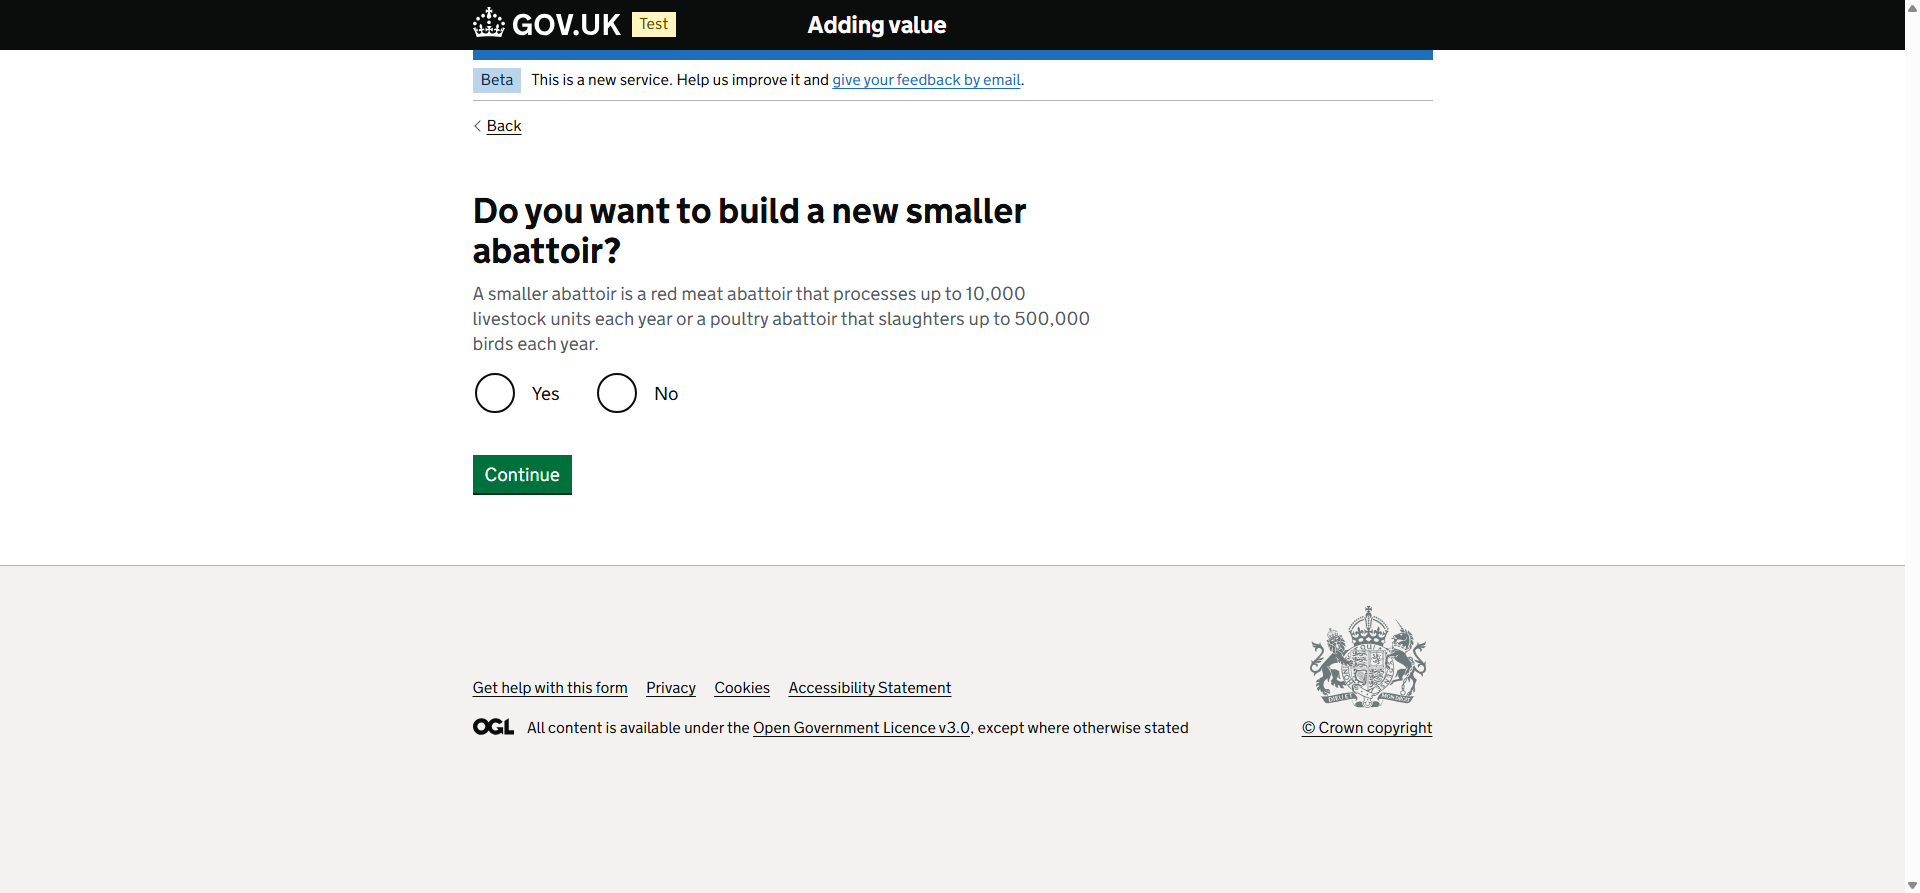 GOV.UK Test Adding value
Beta This is a new service. Help us improve it and give your feedback by email.
Back
Do you want to build a new smaller
abattoir?
A smaller abattoir is a red meat abattoir that processes up to 10,000
livestock units each year or a poultry abattoir that slaughters up to 500,000
birds each year.
Yes No
Continue
Get help with this form Privacy Cookies Accessibility Statement
OGL All content is available under the Open Government Licence v3.0, except where otherwise stated
© Crown copyright